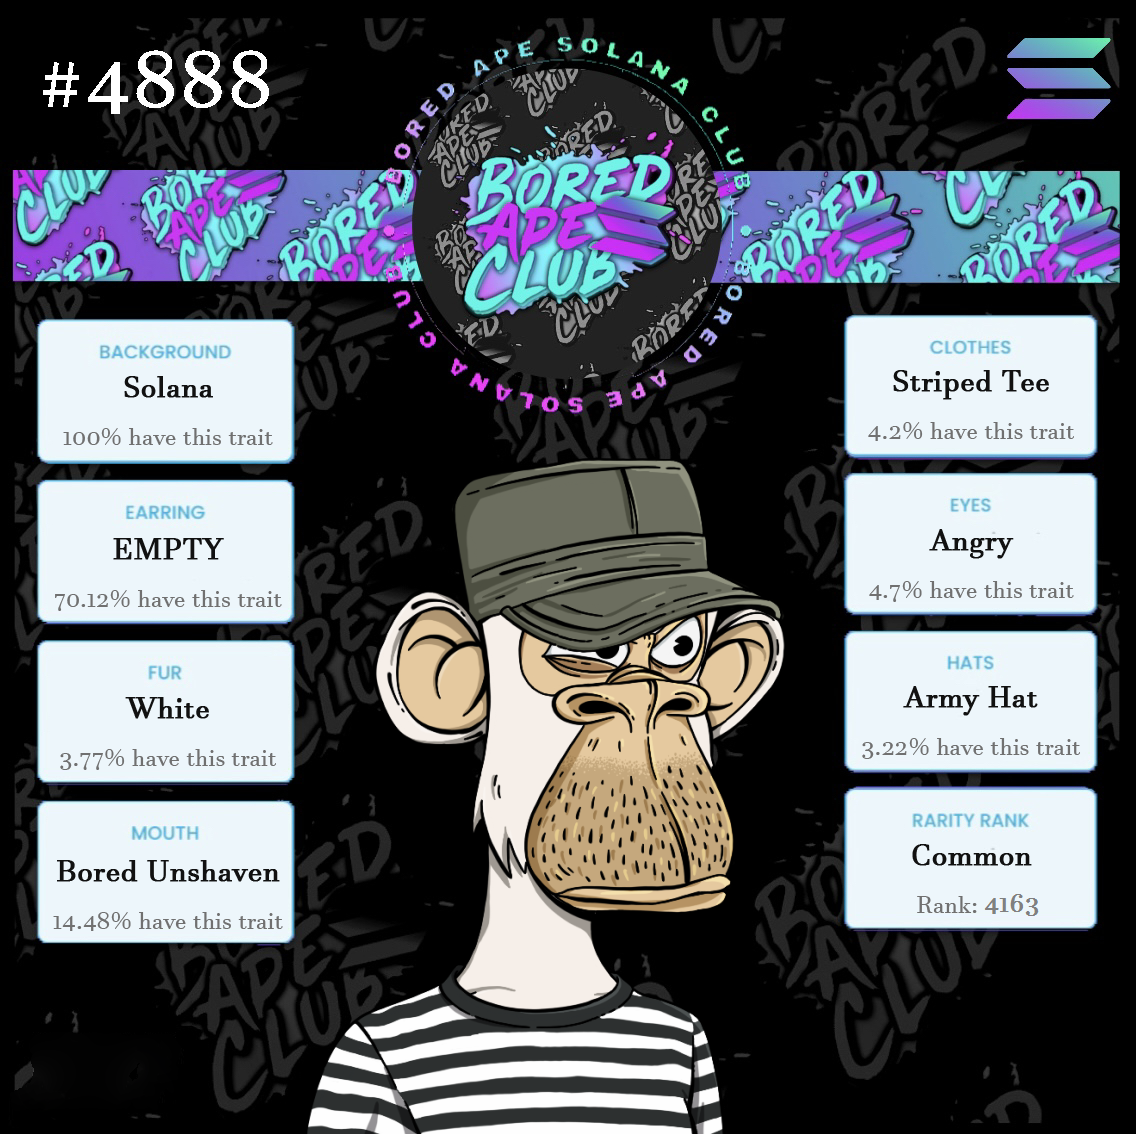 #4888
BORED APE SOLANA CLUB
BORED
APE
CLUB
BORED APE SOLANA CLUB
BACKGROUND
Solana
100% have this trait
EARRING
EMPTY
70.12% have this trait
FUR
White
3.77% have this trait
MOUTH
Bored Unshaven
14.48% have this trait
CLOTHES
Striped Tee
4.2% have this trait
EYES
Angry
4.7% have this trait
HATS
Army Hat
3.22% have this trait
RARITY RANK
Common
Rank: 4163